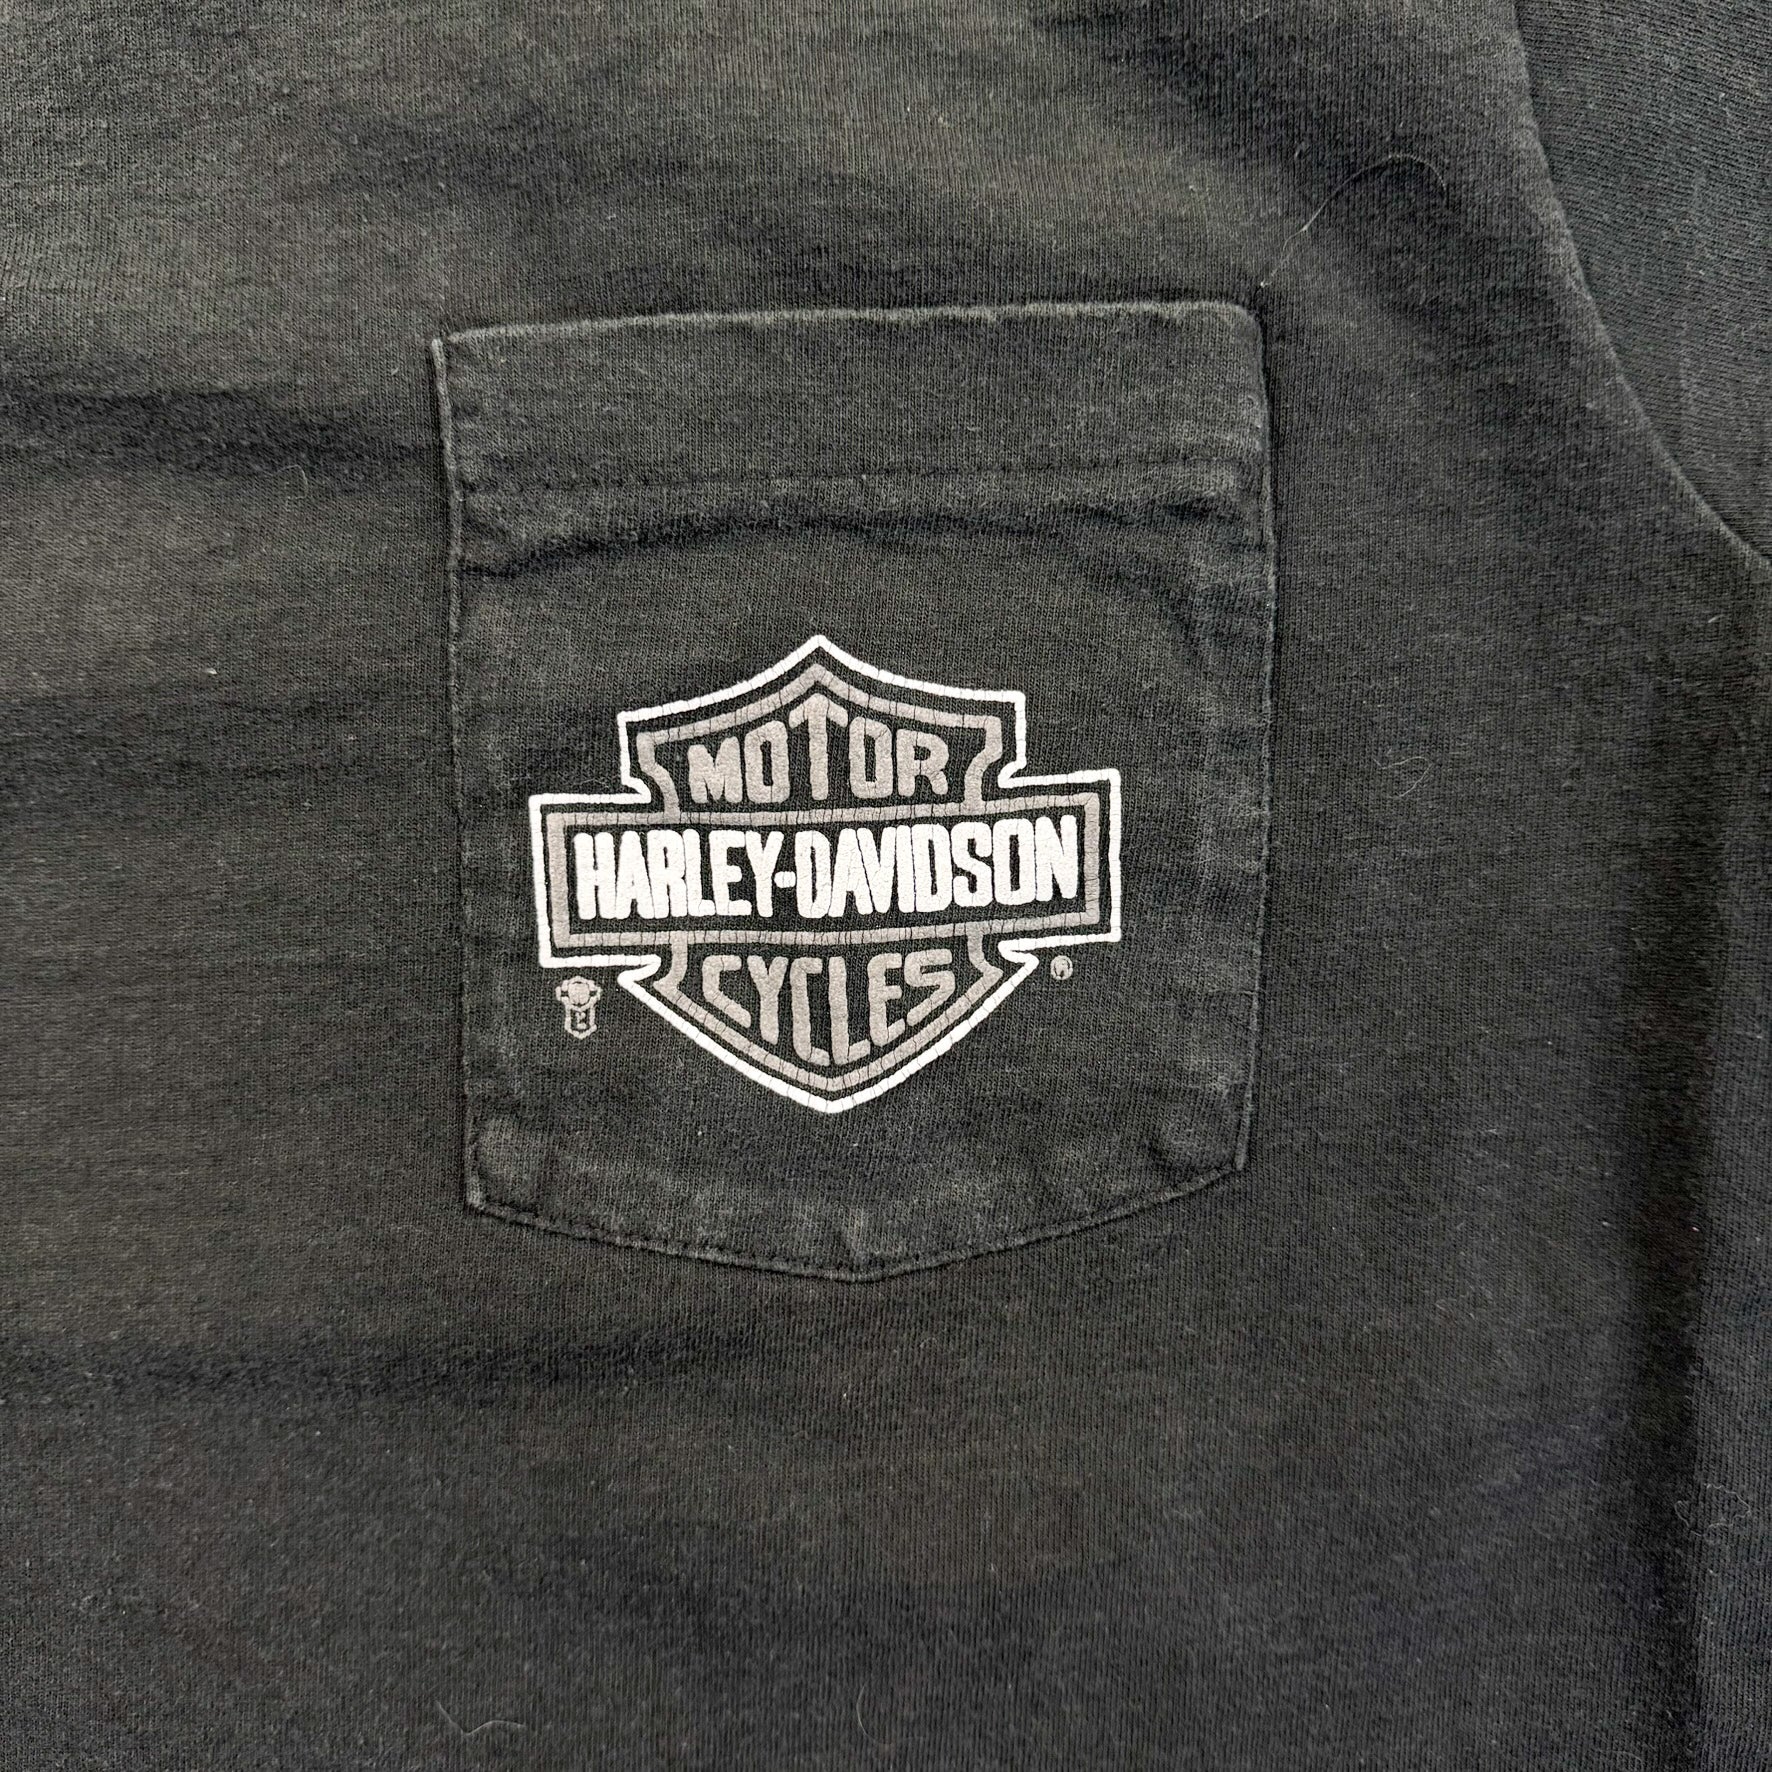 MOTOR
HARLEY-DAVIDSON
CYCLES
®